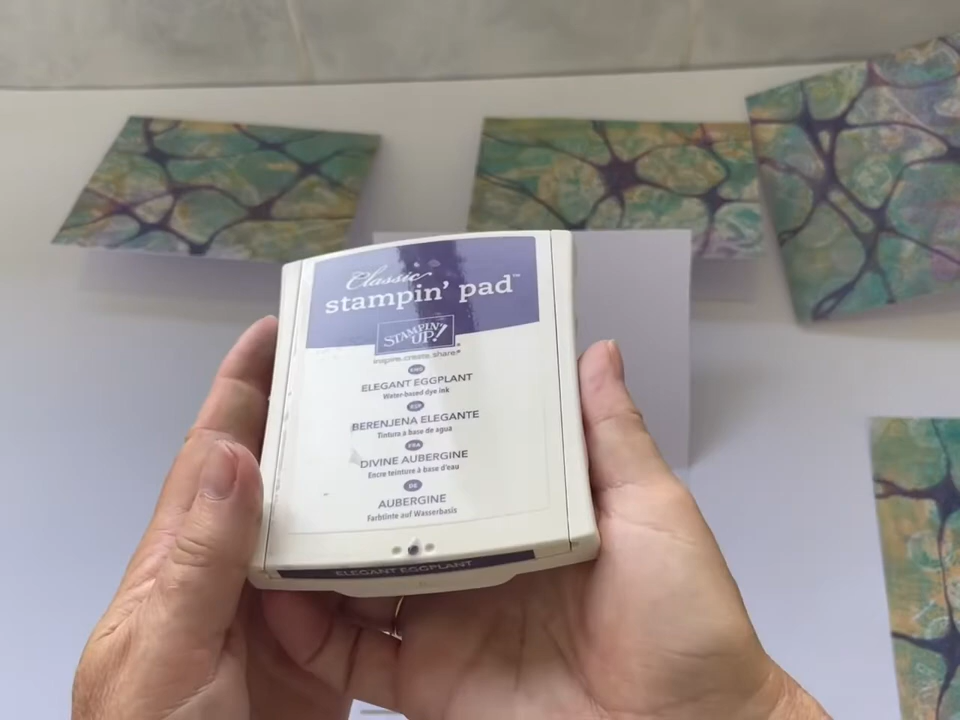 Classic
stampin' pad™
STAMPIN' UP!
inspire.create.share®
ENG
ELEGANT EGGPLANT
Water-based dye ink
ESP
BERENJENA ELEGANTE
Tintura a base de agua
FRA
DIVINE AUBERGINE
Encre teinture à base d'eau
DE
AUBERGINE
Farbtinte auf Wasserbasis
ELEGANT EGGPLANT